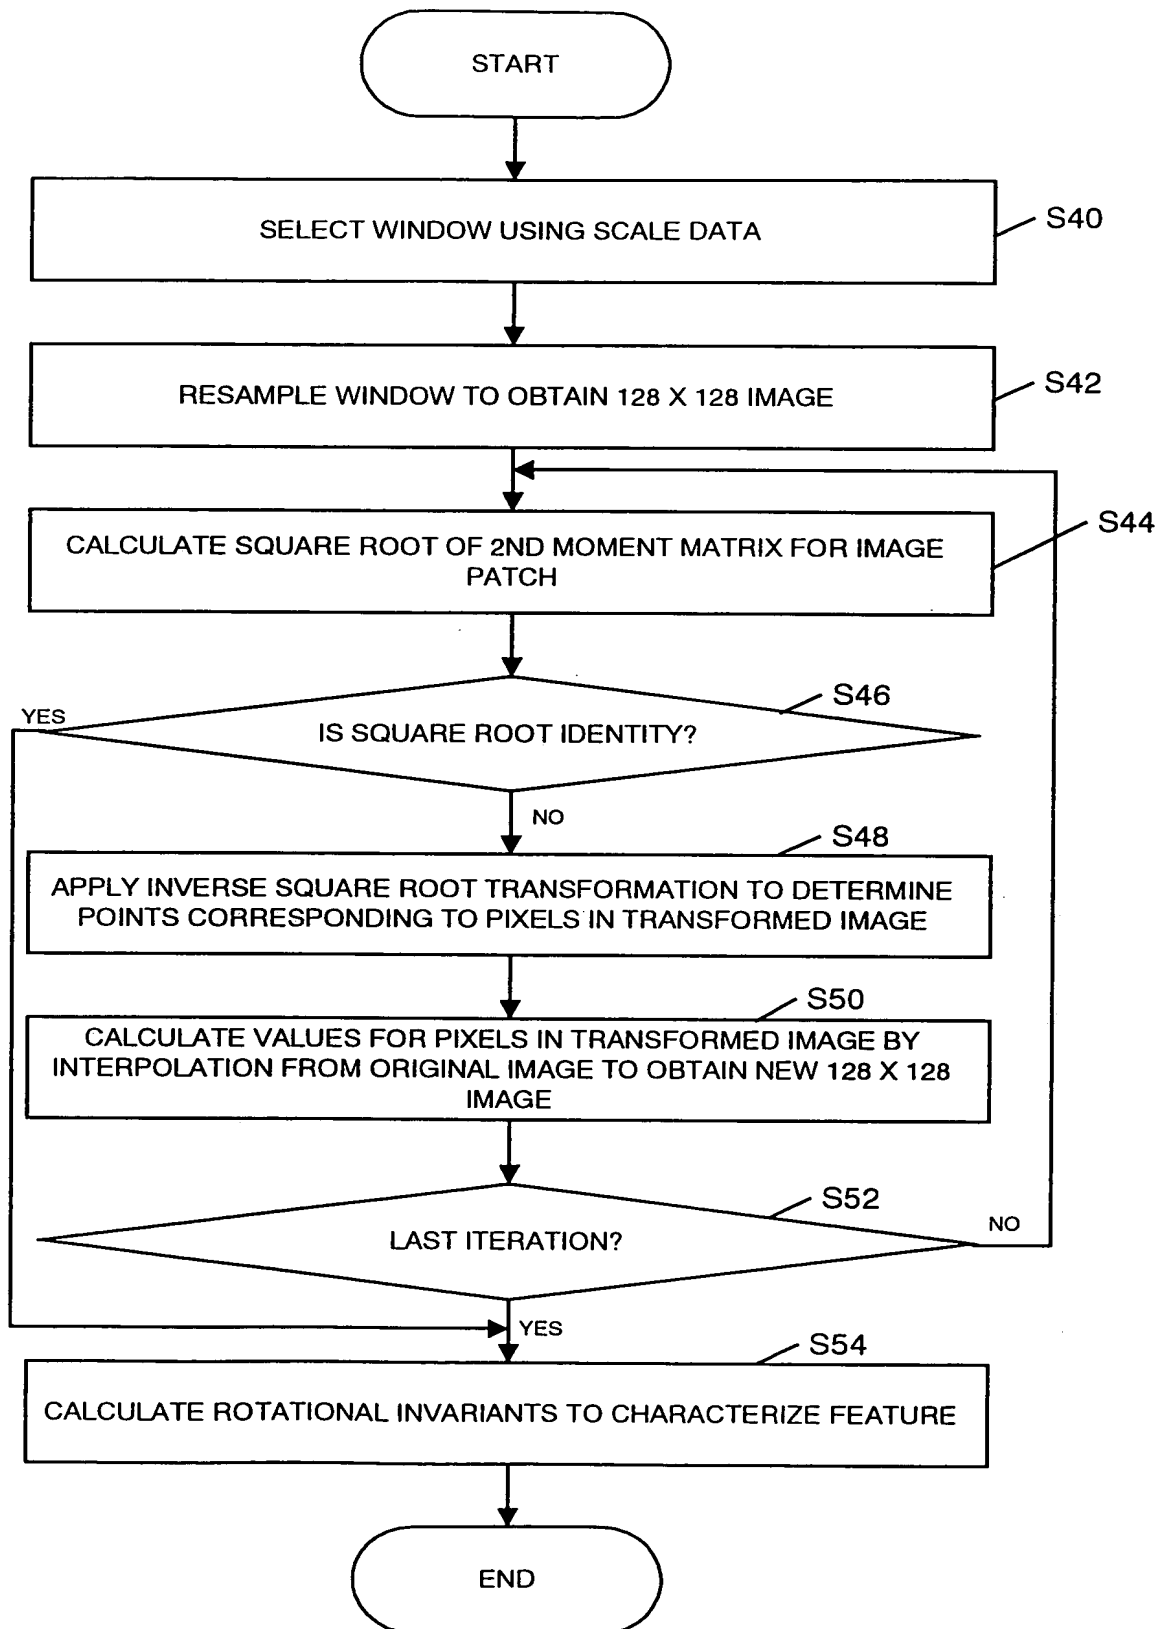 START
SELECT WINDOW USING SCALE DATA
S40
RESAMPLE WINDOW TO OBTAIN 128 X 128 IMAGE
S42
CALCULATE SQUARE ROOT OF 2ND MOMENT MATRIX FOR IMAGE
PATCH
S44
S46
YES
IS SQUARE ROOT IDENTITY?
NO
S48
APPLY INVERSE SQUARE ROOT TRANSFORMATION TO DETERMINE
POINTS CORRESPONDING TO PIXELS IN TRANSFORMED IMAGE
S50
CALCULATE VALUES FOR PIXELS IN TRANSFORMED IMAGE BY
INTERPOLATION FROM ORIGINAL IMAGE TO OBTAIN NEW 128 X 128
IMAGE
S52
LAST ITERATION?
NO
YES
S54
CALCULATE ROTATIONAL INVARIANTS TO CHARACTERIZE FEATURE
END